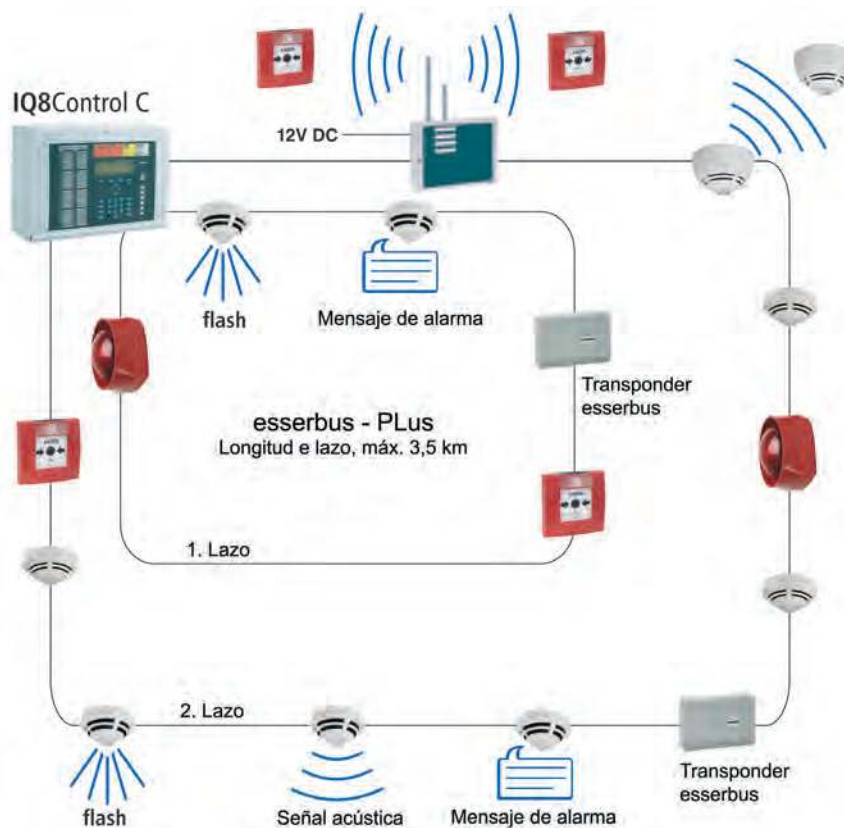 IQ8Control C
12V DC
flash
Mensaje de alarma
Transponder
esserbus
esserbus - PLus
Longitud e lazo, máx. 3,5 km
1. Lazo
2. Lazo
flash
Señal acústica
Mensaje de alarma
Transponder
esserbus